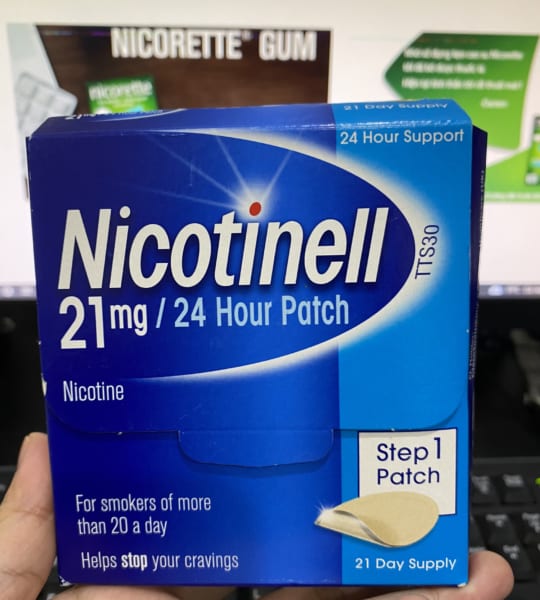 NICORETTE® GUM
nicorette
21 Day Supply
24 Hour Support
Nicotinell
TTS30
21mg / 24 Hour Patch
Nicotine
Step 1
Patch
For smokers of more
than 20 a day
Helps stop your cravings
21 Day Supply